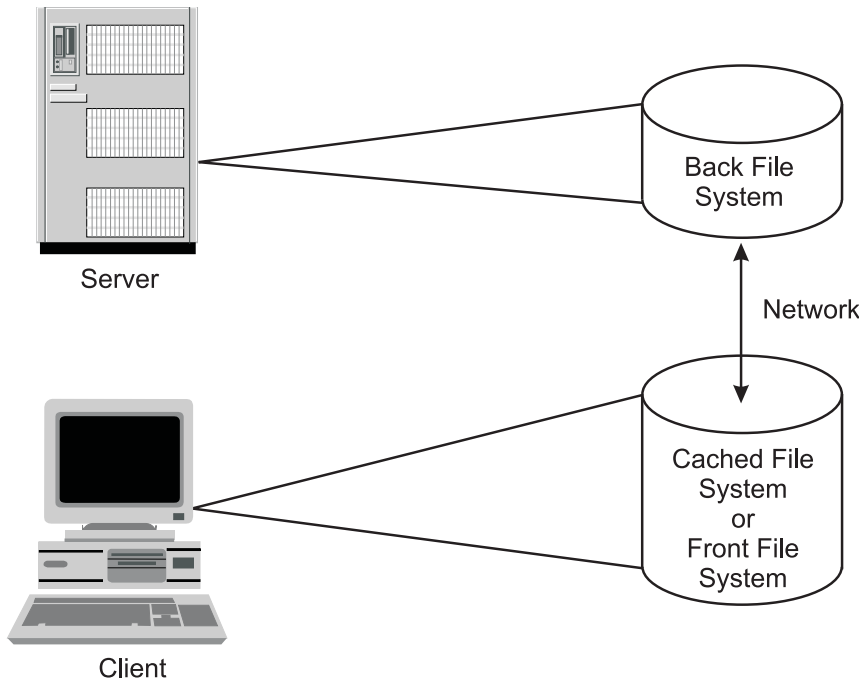 Back File
System
Server
Network
Cached File
System
or
Front File
System
Client